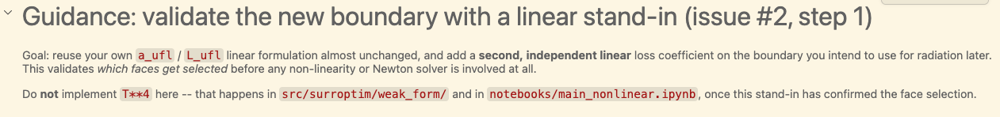 Guidance: validate the new boundary with a linear stand-in (issue #2, step 1)
Goal: reuse your own a_ufl / L_ufl linear formulation almost unchanged, and add a second, independent linear loss coefficient on the boundary you intend to use for radiation later.
This validates which faces get selected before any non-linearity or Newton solver is involved at all.
Do not implement T**4 here -- that happens in src/surroptim/weak_form/ and in notebooks/main_nonlinear.ipynb, once this stand-in has confirmed the face selection.